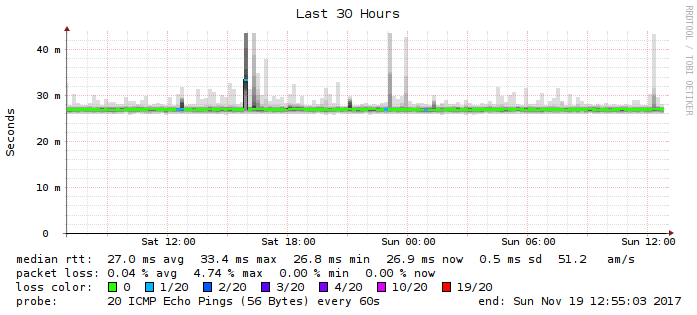 Last 30 Hours
RRDTOOL / TOBI OETIKER
Seconds
40 m
30 m
20 m
10 m
0
Sat 12:00 Sat 18:00 Sun 00:00 Sun 06:00 Sun 12:00
median rtt: 27.0 ms avg 33.4 ms max 26.8 ms min 26.9 ms now 0.5 ms sd 51.2 am/s
packet loss: 0.04 % avg 4.74 % max 0.00 % min 0.00 % now
loss color: 0 1/20 2/20 3/20 4/20 10/20 19/20
probe: 20 ICMP Echo Pings (56 Bytes) every 60s end: Sun Nov 19 12:55:03 2017